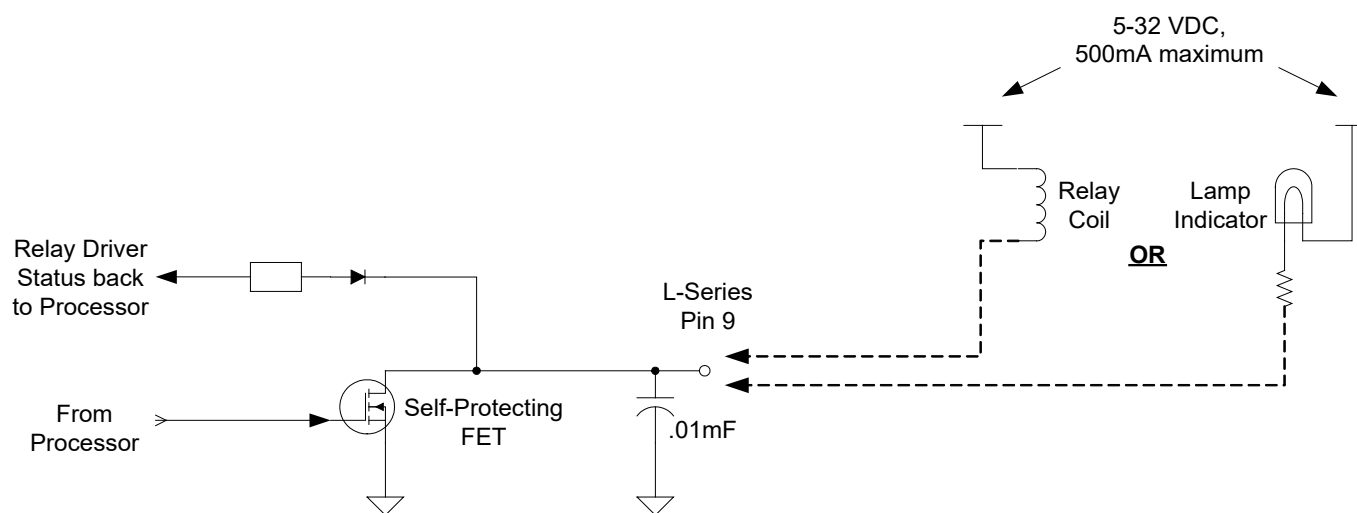 5-32 VDC,
500mA maximum
Relay
Coil
Lamp
Indicator
OR
Relay Driver
Status back
to Processor
L-Series
Pin 9
From
Processor
Self-Protecting
FET
.01mF